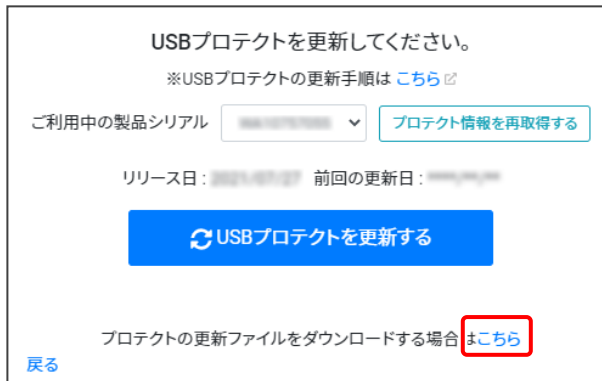 USBプロテクトを更新してください。
※USBプロテクトの更新手順は こちら
ご利用中の製品シリアル プロテクト情報を再取得する
リリース日 : 前回の更新日 :
USBプロテクトを更新する
プロテクトの更新ファイルをダウンロードする場合はこちら
戻る